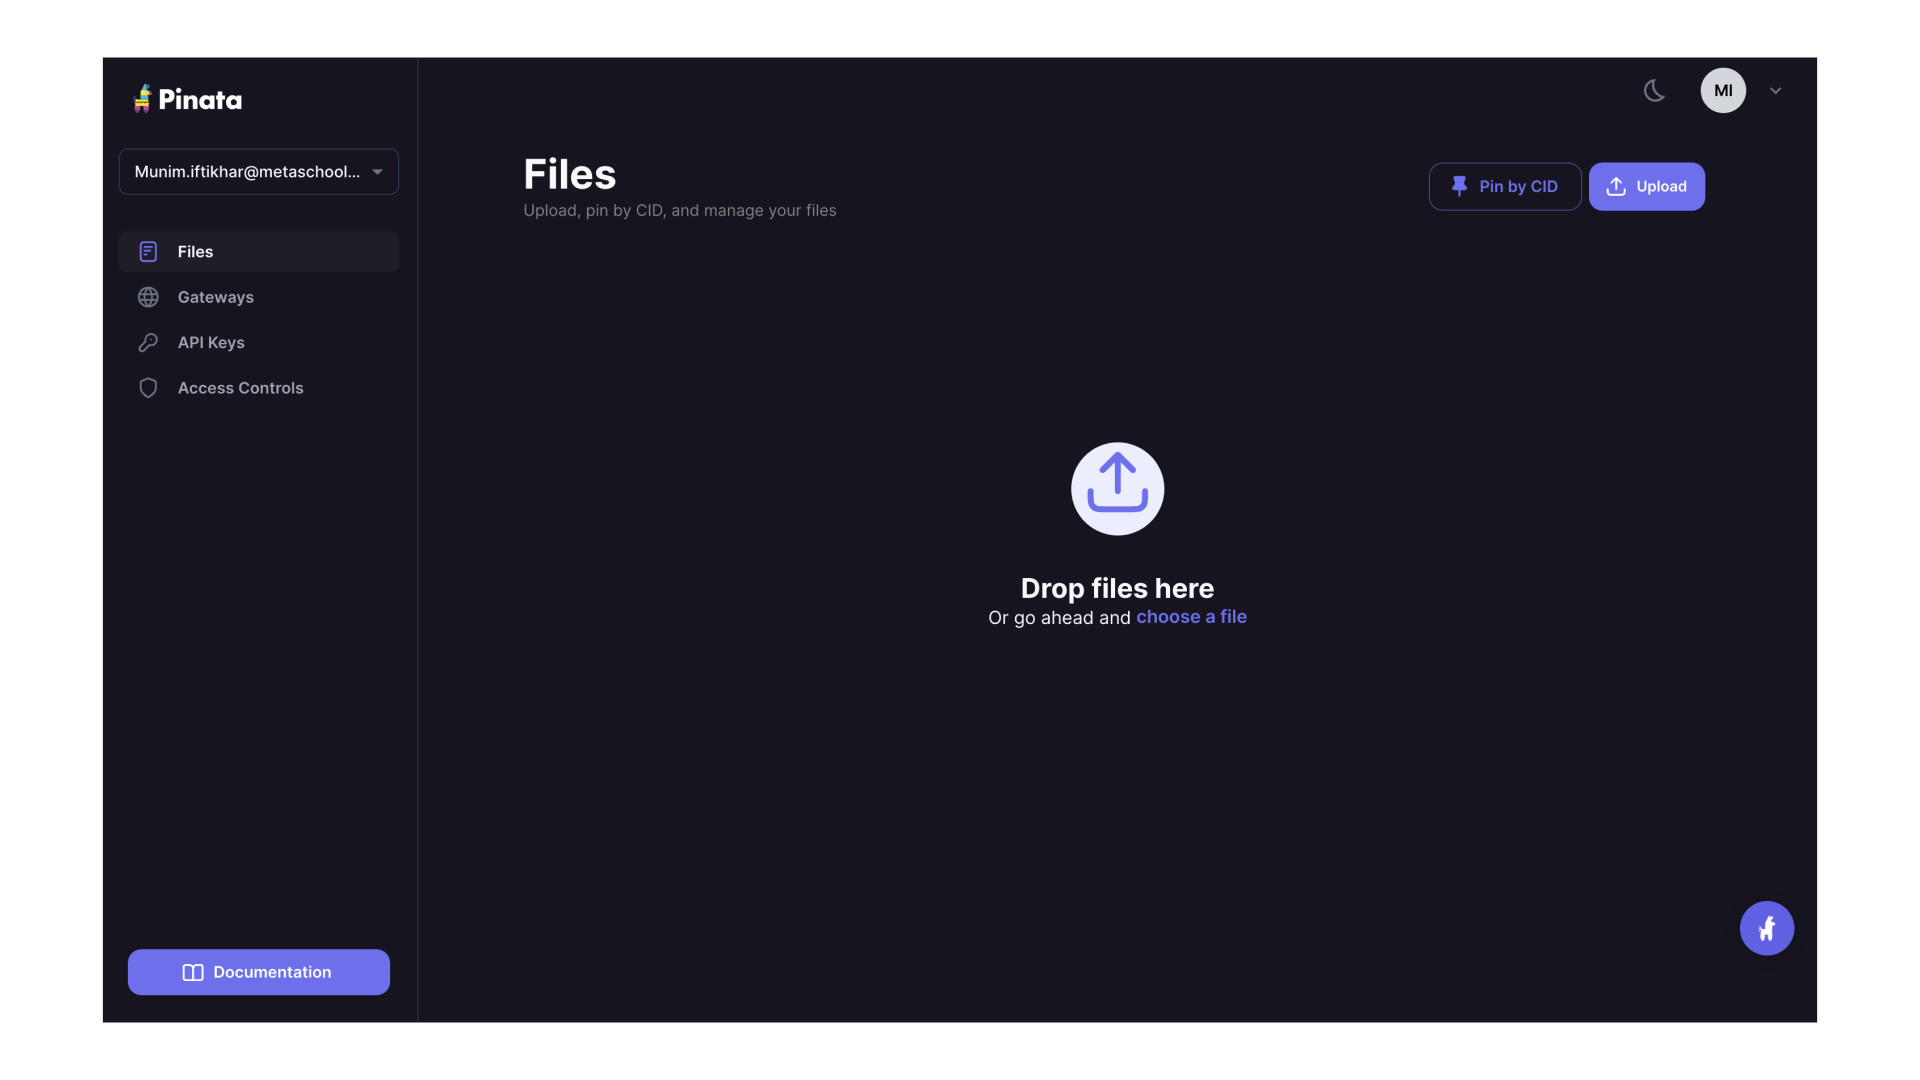 Pinata
Munim.iftikhar@metaschool...
Files
Gateways
API Keys
Access Controls
Documentation
MI
Files
Upload, pin by CID, and manage your files
Pin by CID
Upload
Drop files here
Or go ahead and choose a file